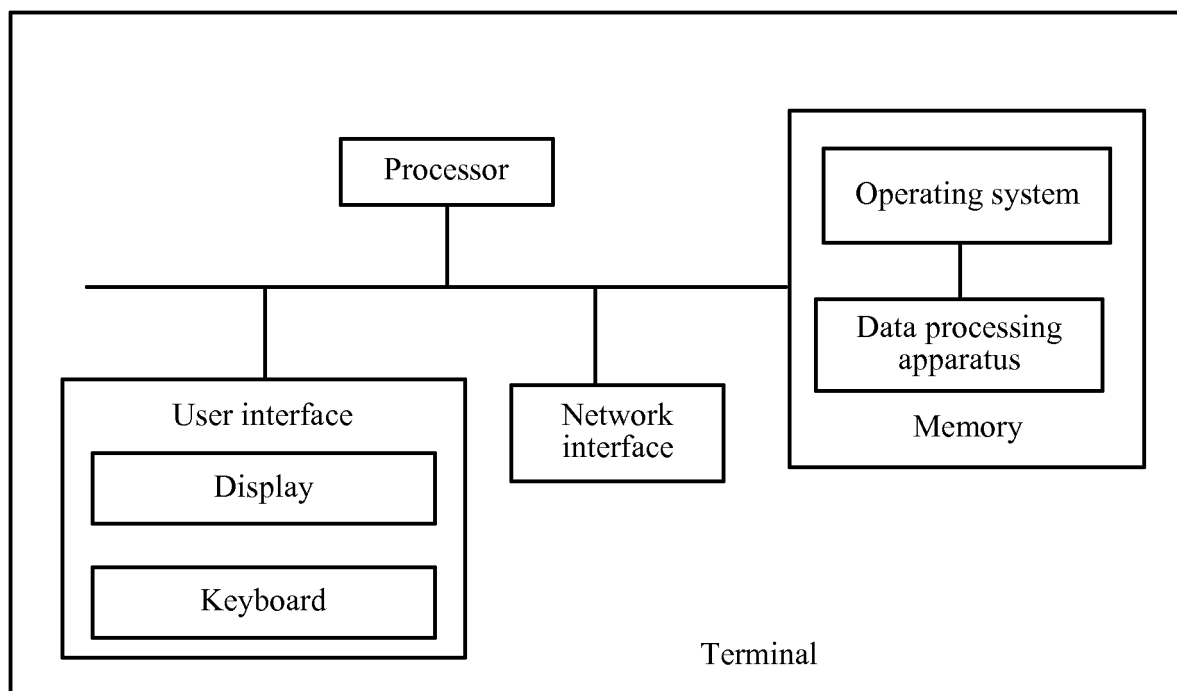 Processor
Operating system
Data processing
apparatus
Memory
User interface
Display
Keyboard
Network
interface
Terminal